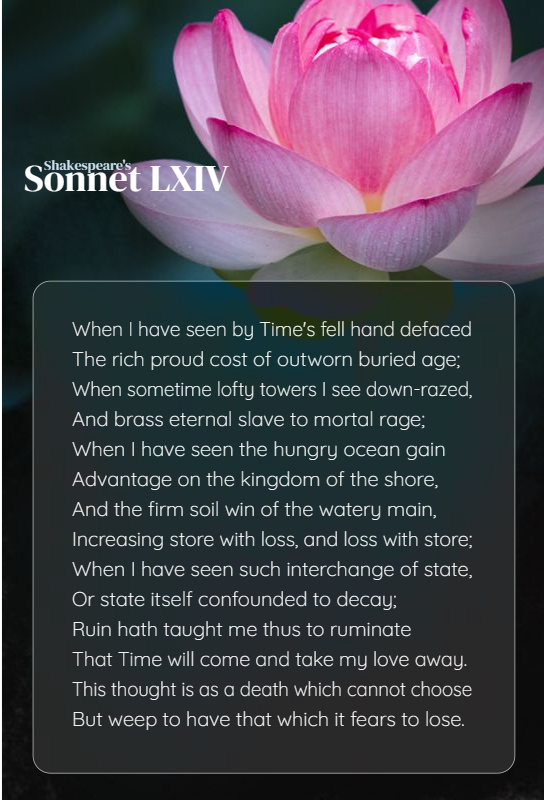 Shakespeare's
Sonnet LXIV
When I have seen by Time's fell hand defaced
The rich proud cost of outworn buried age;
When sometime lofty towers I see down-razed,
And brass eternal slave to mortal rage;
When I have seen the hungry ocean gain
Advantage on the kingdom of the shore,
And the firm soil win of the watery main,
Increasing store with loss, and loss with store;
When I have seen such interchange of state,
Or state itself confounded to decay;
Ruin hath taught me thus to ruminate
That Time will come and take my love away.
This thought is as a death which cannot choose
But weep to have that which it fears to lose.